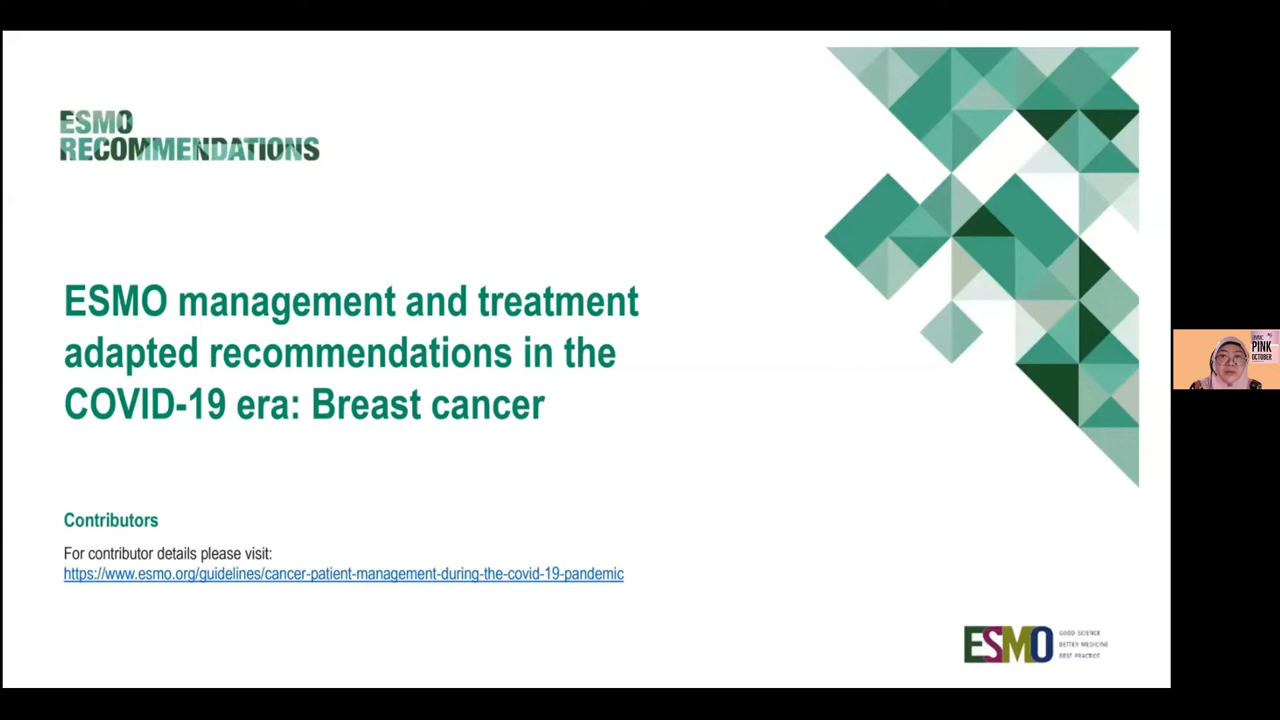 ESMO
RECOMMENDATIONS
ESMO management and treatment
adapted recommendations in the
COVID-19 era: Breast cancer
Contributors
For contributor details please visit:
https://www.esmo.org/guidelines/cancer-patient-management-during-the-covid-19-pandemic
ESMO
GOOD SCIENCE
BETTER MEDICINE
BEST PRACTICE
PINK
OCTOBER